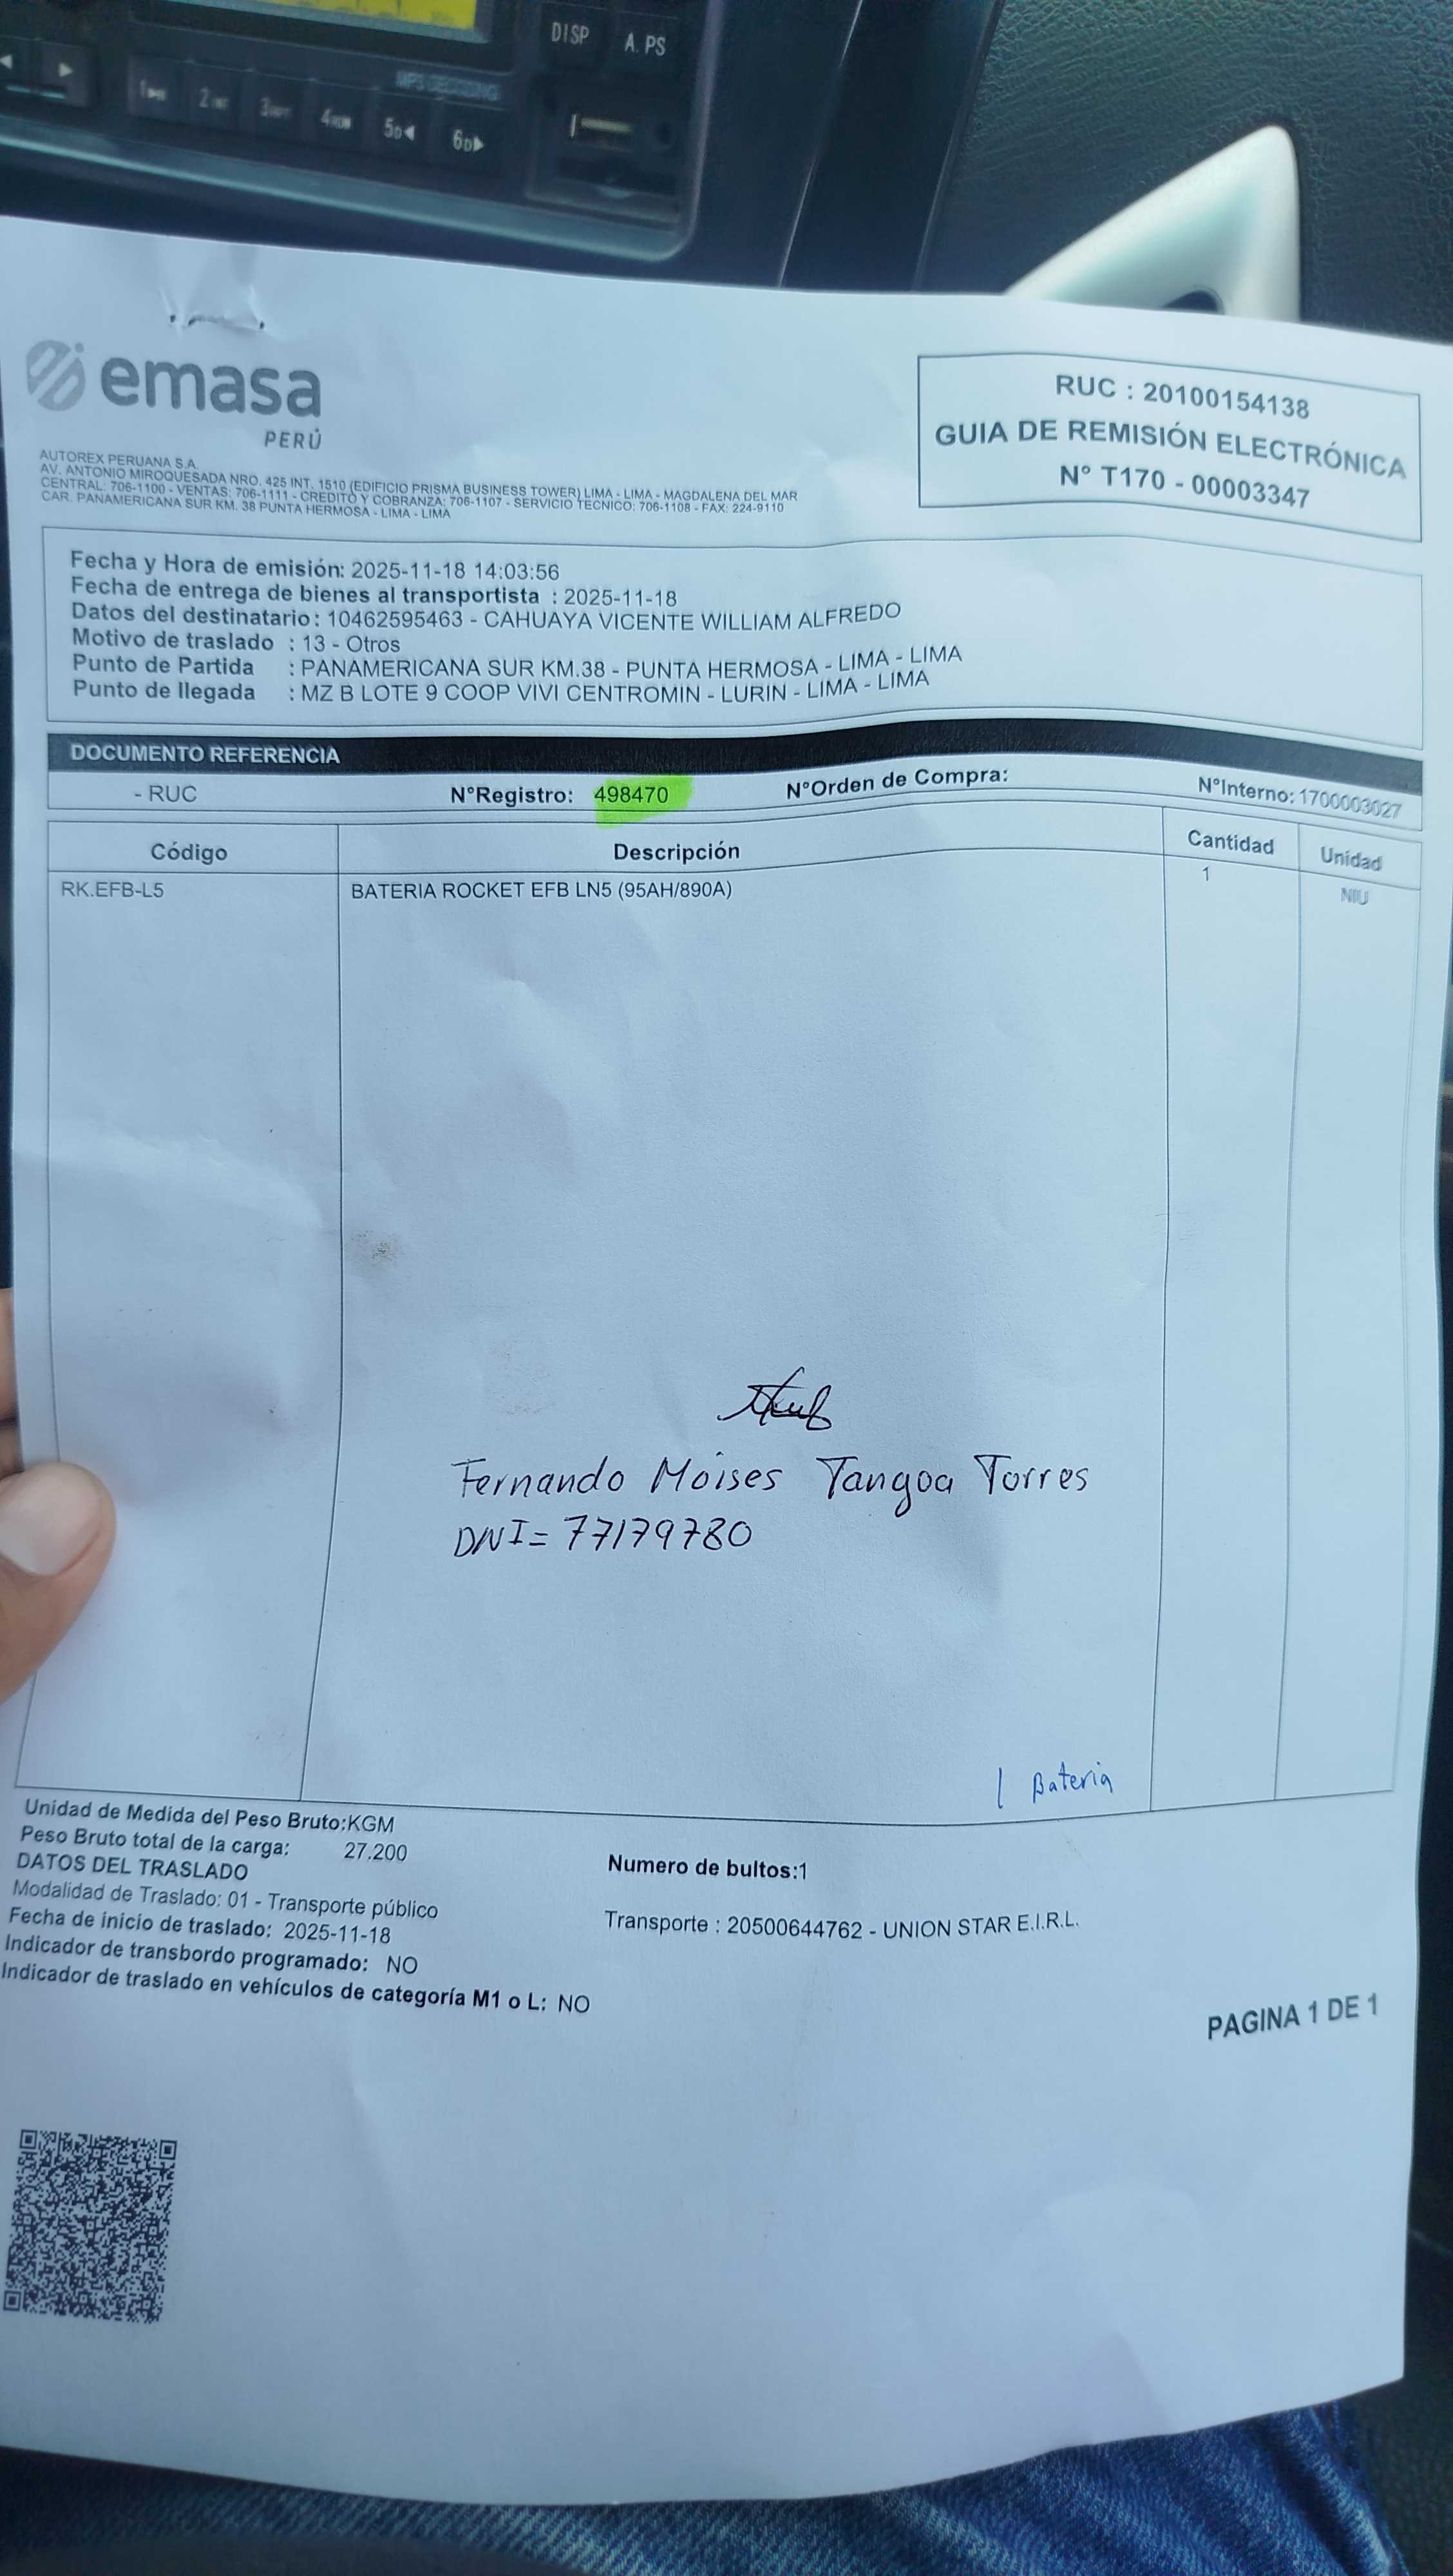 DISP A.PS
MP3 DECODING
1
2INT
3RPT
4RDM
5D◀
6D▶
emasa
PERÚ
AUTOREX PERUANA S.A.
AV. ANTONIO MIROQUESADA NRO. 425 INT. 1510 (EDIFICIO PRISMA BUSINESS TOWER) LIMA - LIMA - MAGDALENA DEL MAR
CENTRAL: 706-1100 - VENTAS: 706-1111 - CREDITO Y COBRANZA: 706-1107 - SERVICIO TECNICO: 706-1108 - FAX: 224-9110
CAR. PANAMERICANA SUR KM. 38 PUNTA HERMOSA - LIMA - LIMA
RUC : 20100154138
GUIA DE REMISIÓN ELECTRÓNICA
N° T170 - 00003347
Fecha y Hora de emisión: 2025-11-18 14:03:56
Fecha de entrega de bienes al transportista : 2025-11-18
Datos del destinatario : 10462595463 - CAHUAYA VICENTE WILLIAM ALFREDO
Motivo de traslado : 13 - Otros
Punto de Partida : PANAMERICANA SUR KM.38 - PUNTA HERMOSA - LIMA - LIMA
Punto de llegada : MZ B LOTE 9 COOP VIVI CENTROMIN - LURIN - LIMA - LIMA
DOCUMENTO REFERENCIA
- RUC N°Registro: 498470 N°Orden de Compra: N°Interno: 1700003027
Código Descripción Cantidad Unidad
RK.EFB-L5 BATERIA ROCKET EFB LN5 (95AH/890A) 1 NIU
Fernando Moises Tangoa Torres
DNI= 77179780
1 Bateria
Unidad de Medida del Peso Bruto:KGM
Peso Bruto total de la carga: 27.200
Numero de bultos:1
DATOS DEL TRASLADO
Modalidad de Traslado: 01 - Transporte público
Transporte : 20500644762 - UNION STAR E.I.R.L.
Fecha de inicio de traslado: 2025-11-18
Indicador de transbordo programado: NO
Indicador de traslado en vehículos de categoría M1 o L: NO
PAGINA 1 DE 1